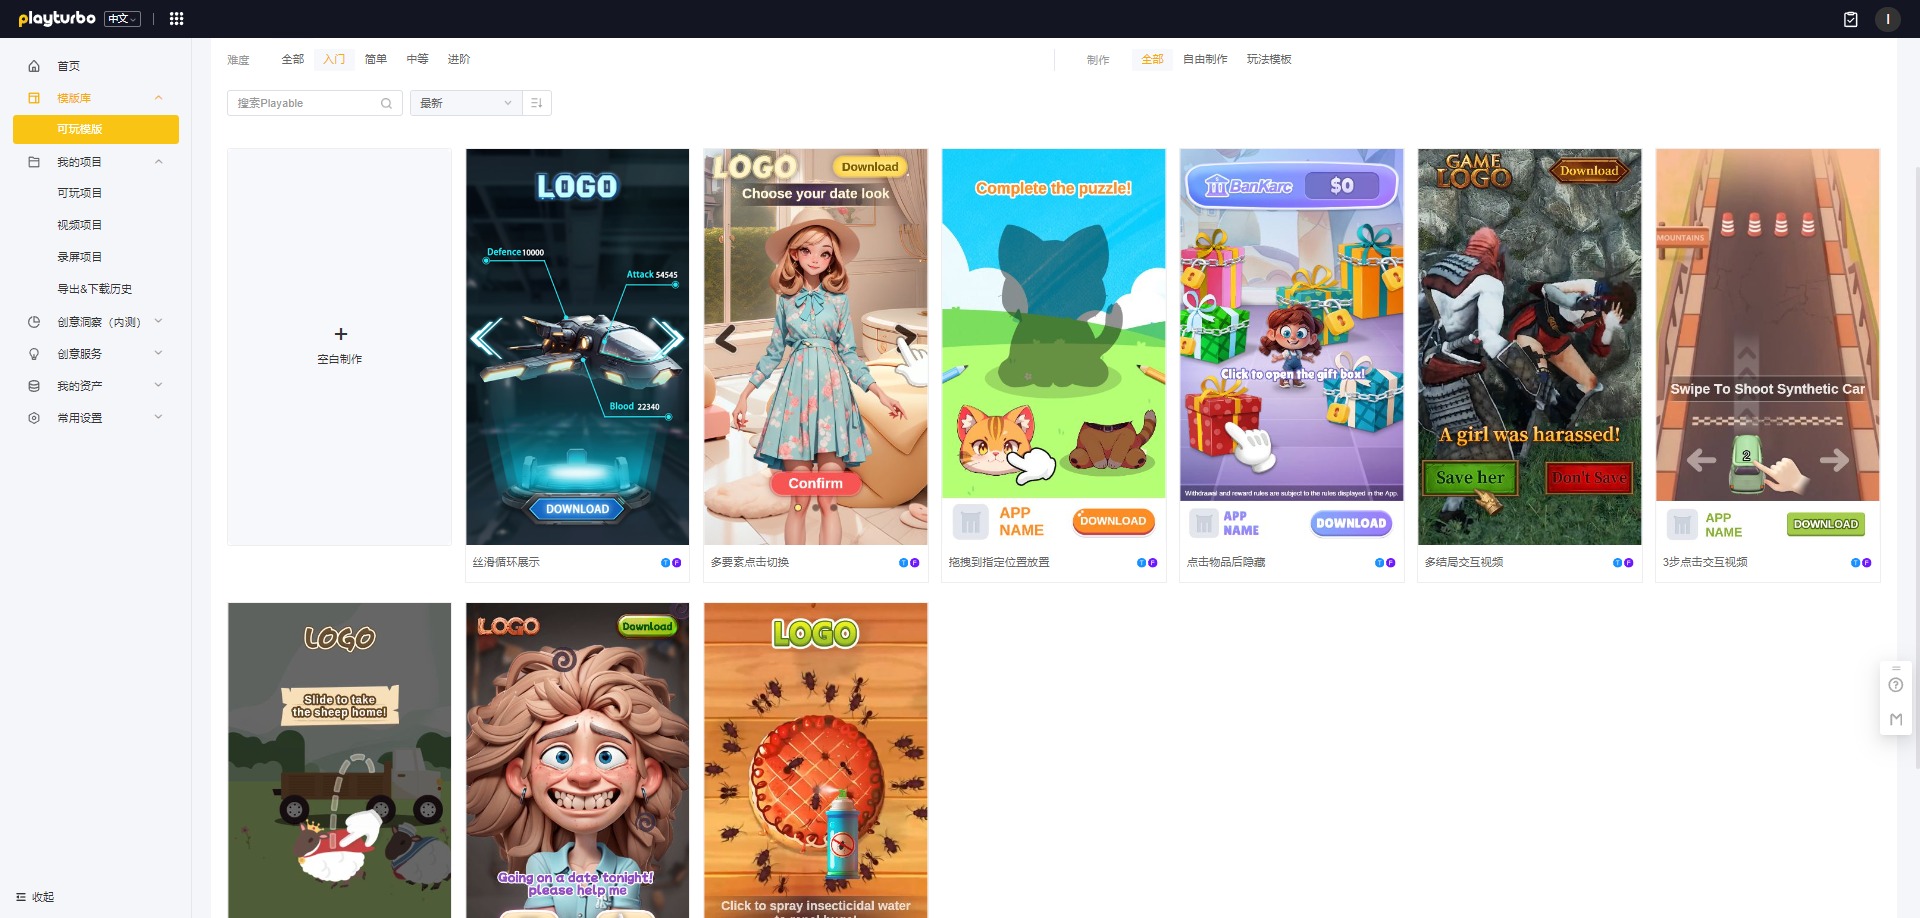 playturbo 中文
首页
模版库
可玩模版
我的项目
可玩项目
视频项目
录屏项目
导出&下载历史
创意洞察（内测）
创意服务
我的资产
常用设置
收起
难度 全部 入门 简单 中等 进阶
制作 全部 自由制作 玩法模板
搜索Playable
最新
+
空白制作
LOGO
Defence 10000
Attack 54545
Blood 22340
DOWNLOAD
丝滑循环展示
T F
LOGO
Download
Choose your date look
Confirm
多要素点击切换
T F
Complete the puzzle!
APP
NAME
DOWNLOAD
拖拽到指定位置放置
T F
BanKarc
$0
Click to open the gift box!
Withdrawal and reward rules are subject to the rules displayed in the App.
APP
NAME
DOWNLOAD
点击物品后隐藏
T F
GAME
LOGO
Download
A girl was harassed!
Save her
Don't Save
多结局交互视频
T F
MOUNTAINS
Swipe To Shoot Synthetic Car
2
APP
NAME
DOWNLOAD
3步点击交互视频
T F
LOGO
Slide to take
the sheep home!
LOGO
Download
Going on a date tonight!
please help me
LOGO
Click to spray insecticidal water